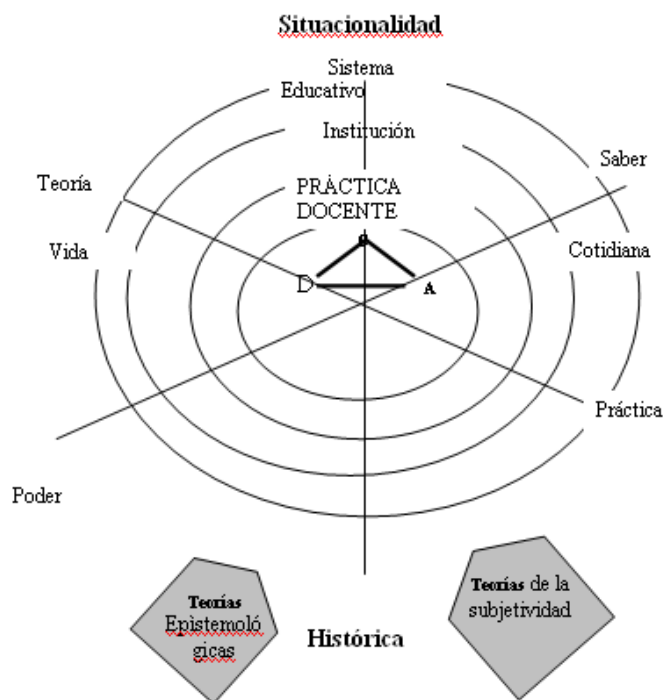 Situacionalidad
Sistema
Educativo
Institución
Saber
Teoría
PRÁCTICA
DOCENTE
Vida
Cotidiana
D
A
Práctica
Poder
Teorías
Epìstemoló
gicas
Teorías de la
subjetividad
Histórica